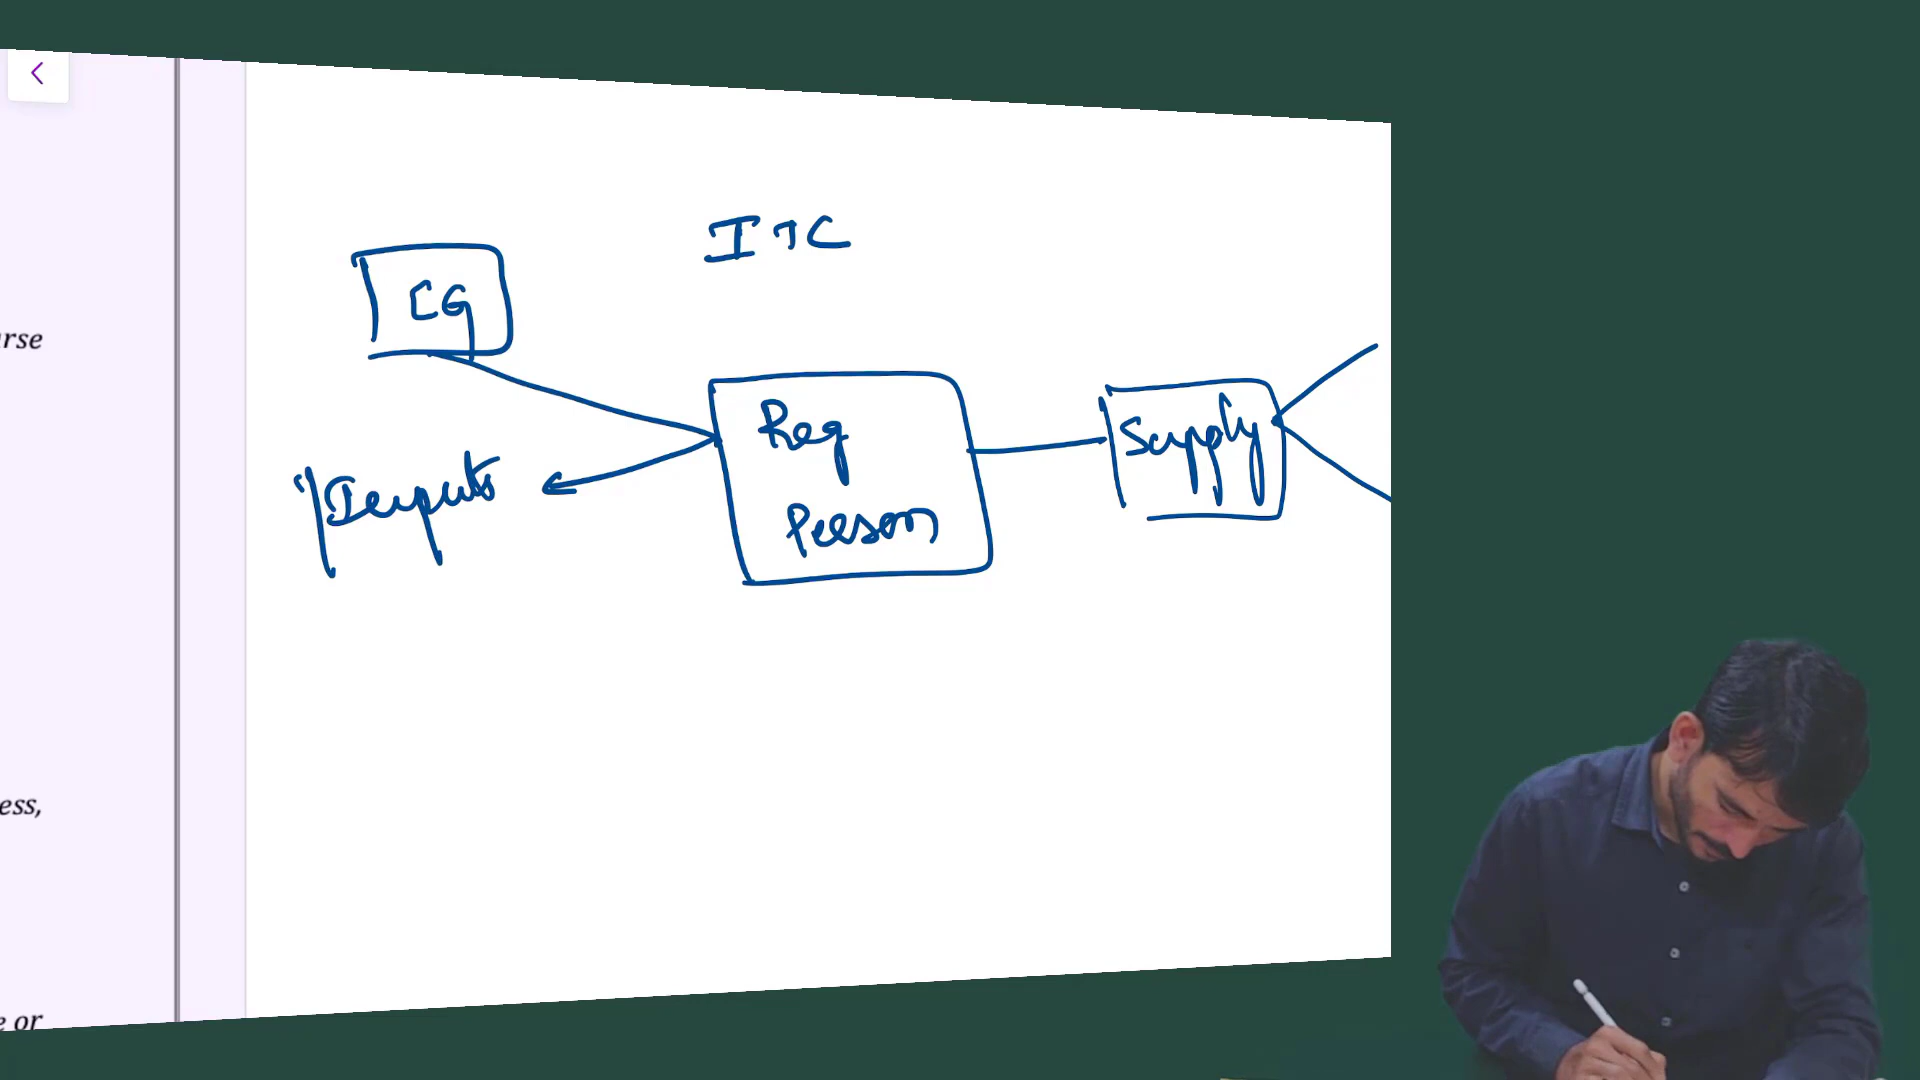 ITC
CG
rse
Reg
Person
Supply
Inputs
ess,
e or